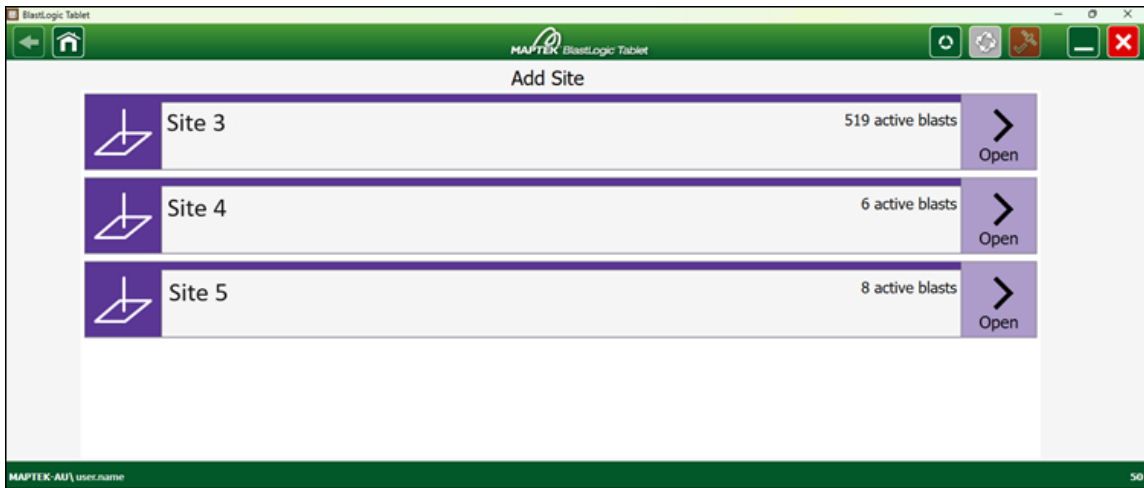 BlastLogic Tablet
MAPTEK BlastLogic Tablet
Add Site
Site 3
519 active blasts
Open
Site 4
6 active blasts
Open
Site 5
8 active blasts
Open
MAPTEK-AU\ user.name
50